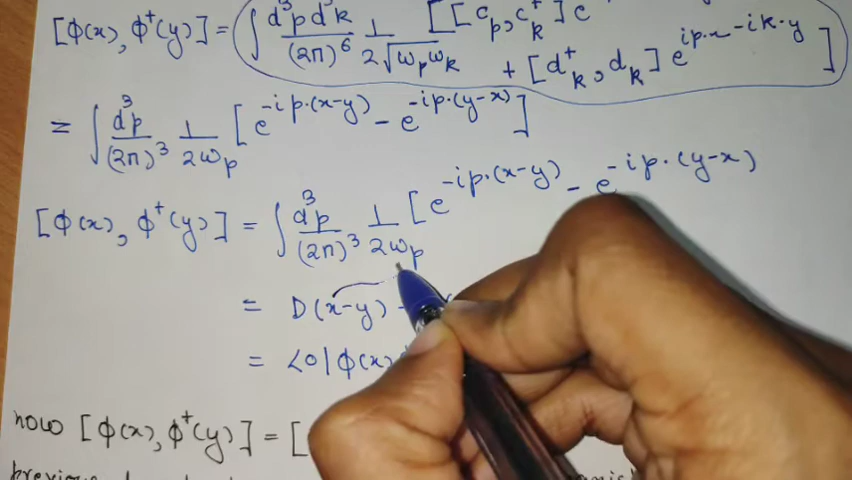 [ϕ(x), ϕ⁺(y)] = ∫ d³p d³k / (2π)⁶ 1 / 2√ω_p ω_k [ [c_p, c_k⁺] e
+ [d_k⁺, d_k] e^{ip·x - ik·y} ]
= ∫ d³p / (2π)³ 1 / 2ω_p [ e^{-ip·(x-y)} - e^{-ip·(y-x)} ]
[ϕ(x), ϕ⁺(y)] = ∫ d³p / (2π)³ 1 / 2ω_p [ e^{-ip·(x-y)} - e^{-ip·(y-x)}
= D(x-y) -
= <0|ϕ(x)
now [ϕ(x), ϕ⁺(y)] = [